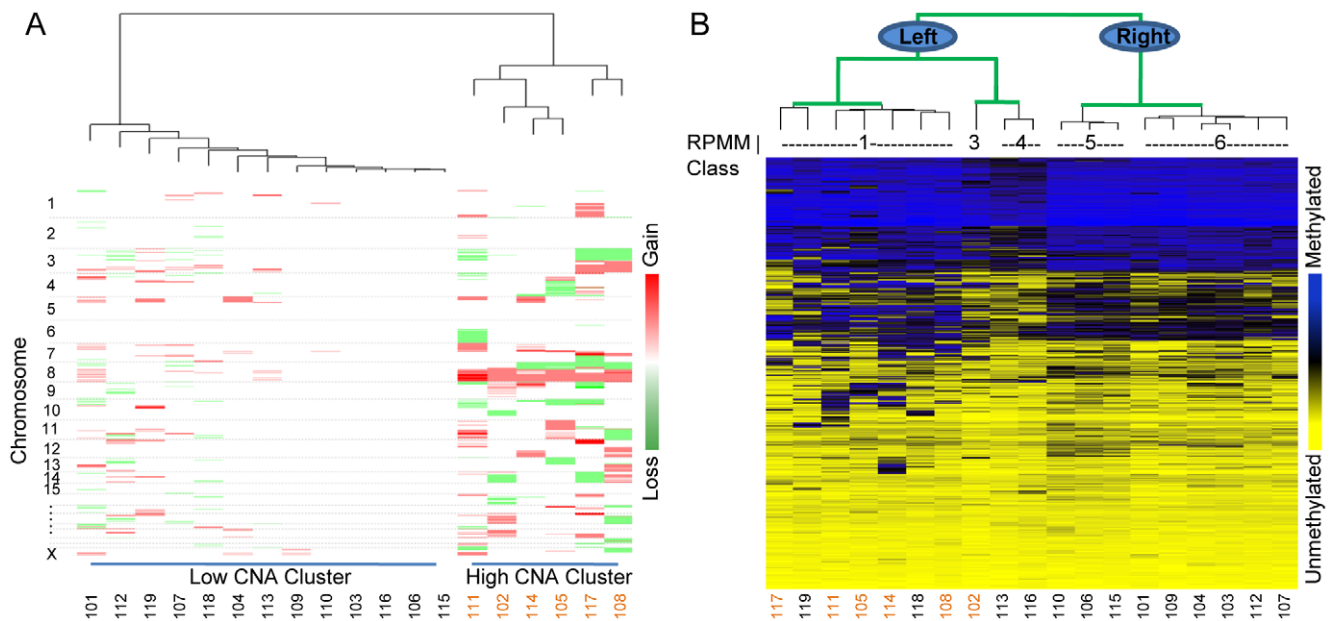 A
1
2
3
4
5
6
7
8
9
10
11
12
13
14
15
X
Chromosome
Gain
Loss
Low CNA Cluster
High CNA Cluster
101 112 119 107 118 104 113 109 110 103 116 106 115 111 102 114 105 117 108
B
Left Right
RPMM | ----------1---------- 3 --4-- ---5--- --------6--------
Class
Methylated
Unmethylated
117 119 111 105 114 118 108 102 113 116 110 106 115 101 109 104 103 112 107